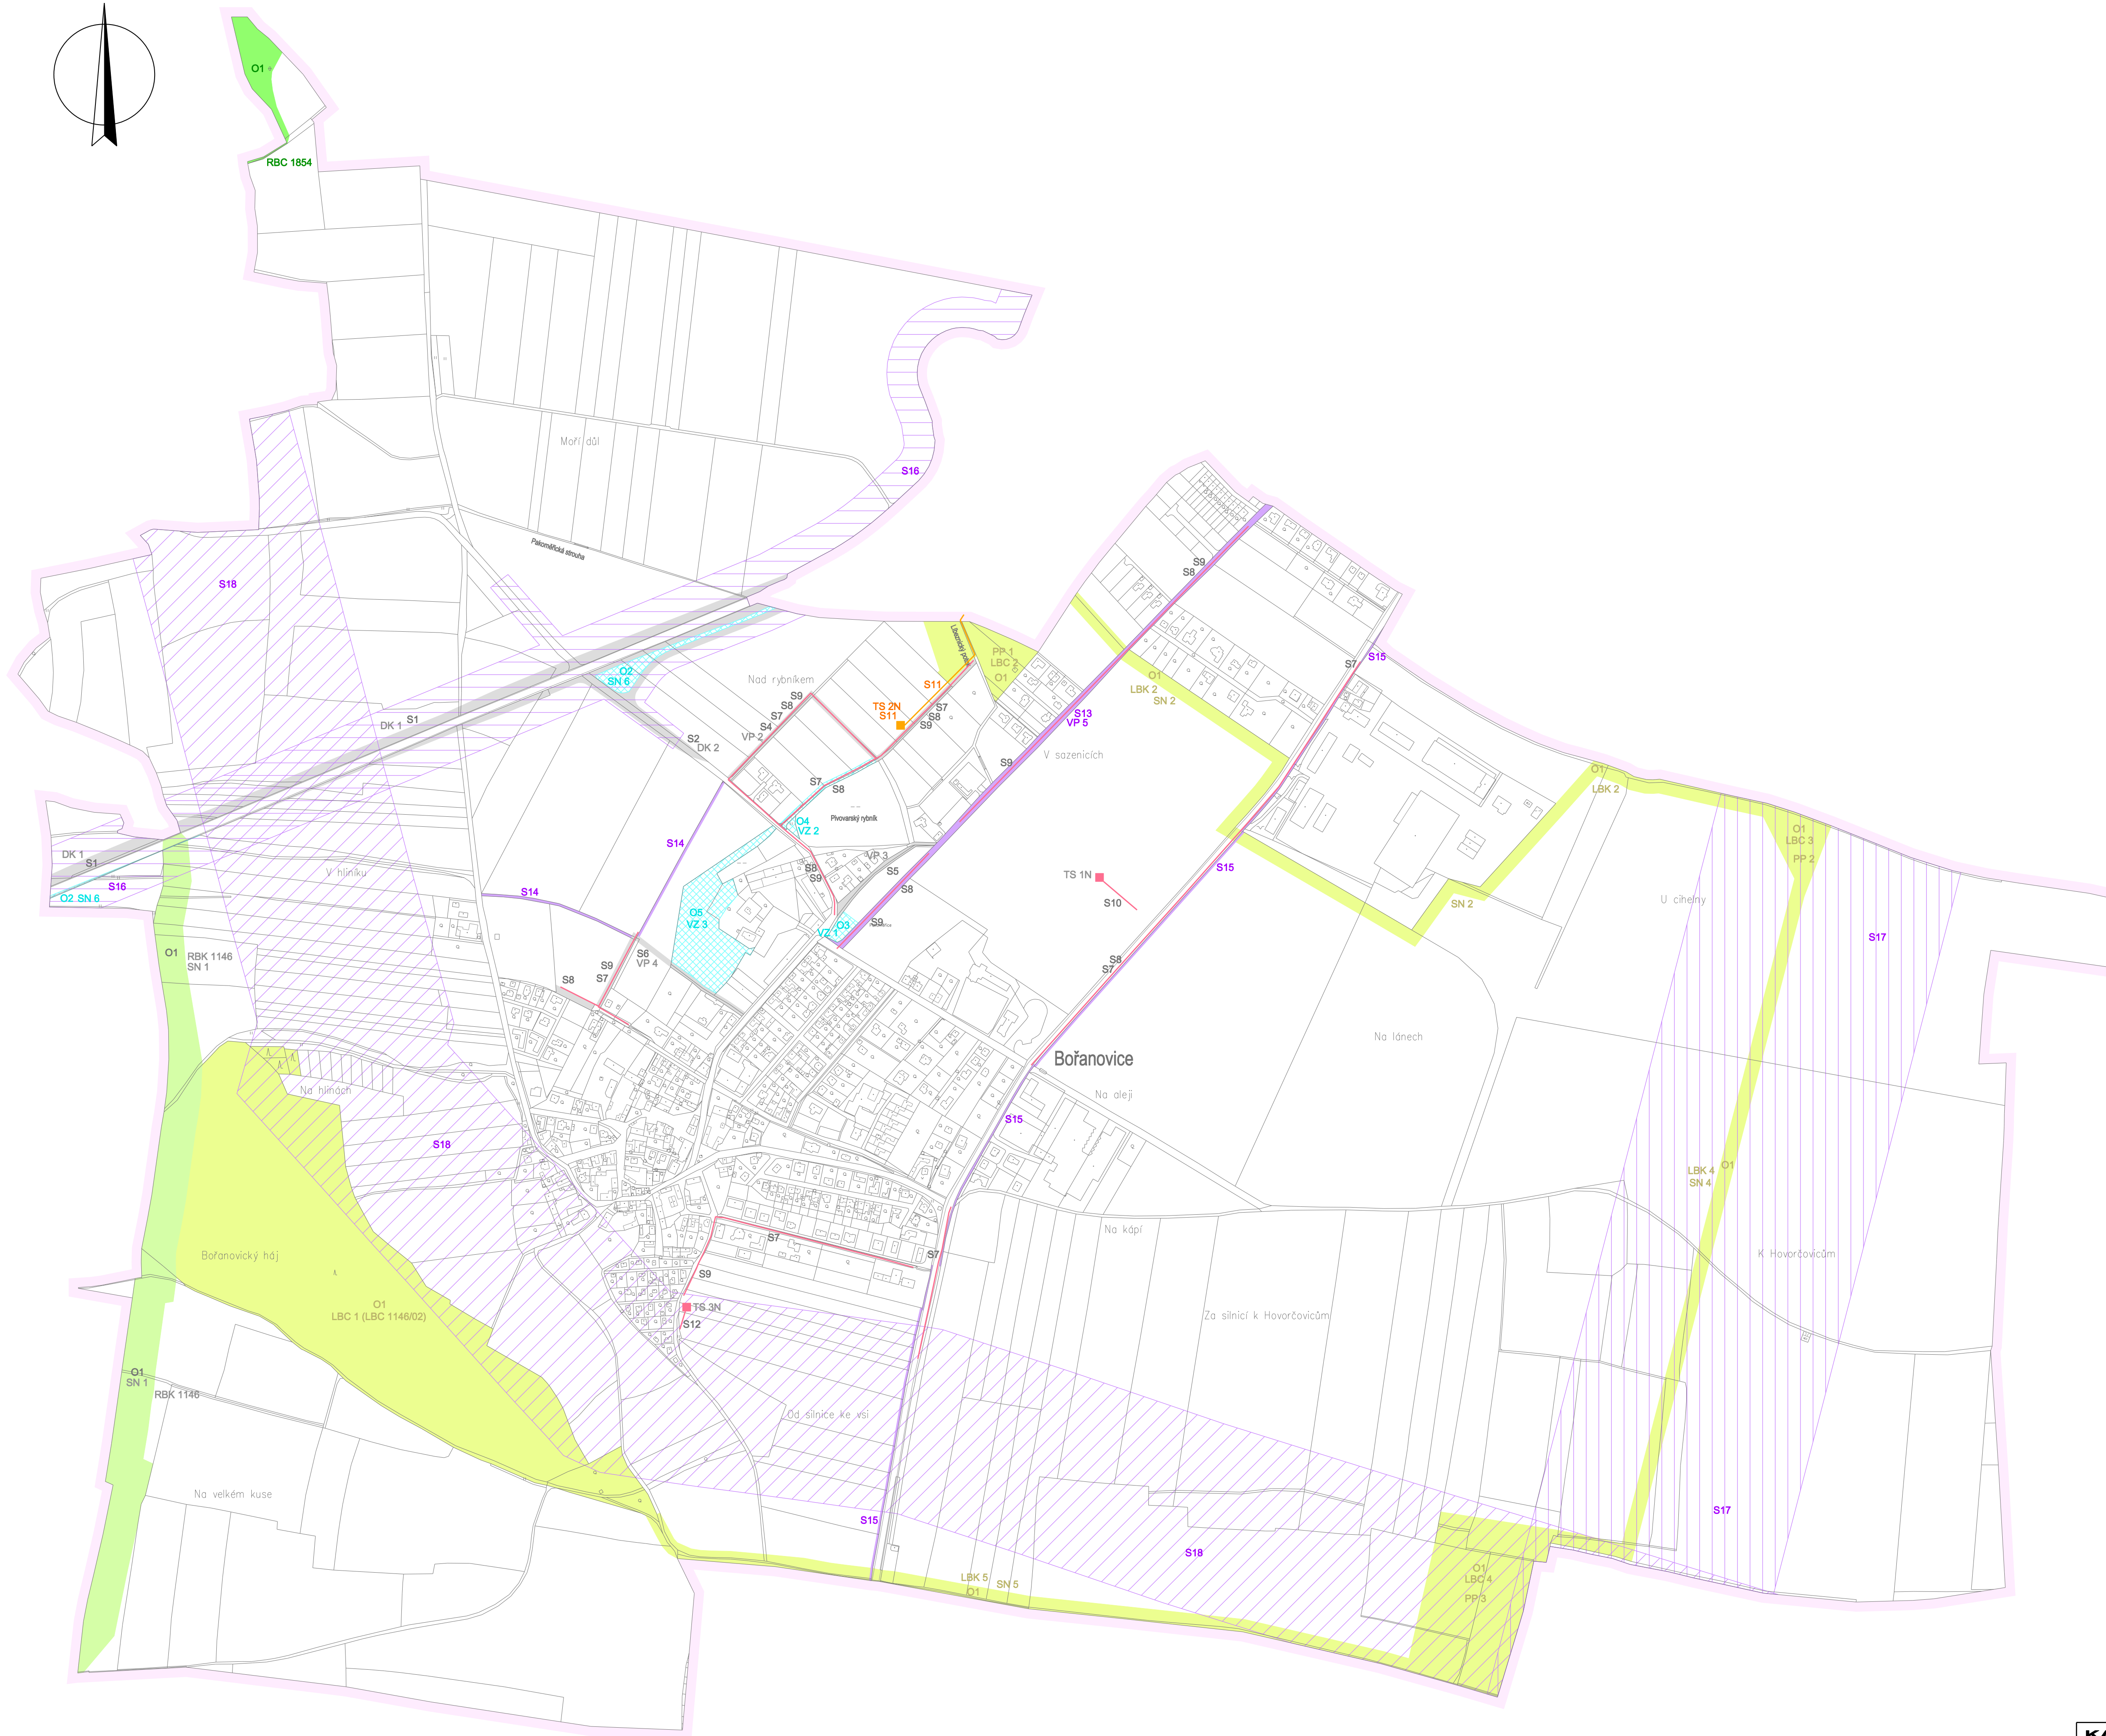 O1
RBC 1854
Moří důl
S16
Pakoměřická strouha
S18
S9
S8
Líbeznický potok
PP 1
LBC 2
O1
O1
LBK 2
SN 2
S7
S15
O2
SN 6
Nad rybníkem
S11
TS 2N
S11
S9
S8
S7
S4
VP 2
S7
S8
S9
S13
VP 5
DK 1
S1
S2
DK 2
V sazenicích
S9
O1
LBK 2
S7
S8
O4
VZ 2
Pivovarský rybník
O1
LBC 3
PP 2
S14
VP 3
S5
S8
S8
S9
DK 1
S1
V hliníku
S16
O2 SN 6
S14
TS 1N
S10
S15
SN 2
U cihelny
S17
O5
VZ 3
O3
VZ 1
S9
O1
RBK 1146
SN 1
S6
VP 4
S9
S7
S8
S8
S7
Na lánech
Bořanovice
Na hlinách
Na aleji
S15
S18
LBK 4
O1
SN 4
Na kápí
K Hovorčovicům
Bořanovický háj
S7
S7
S9
O1
LBC 1 (LBC 1146/02)
TS 3N
S12
Za silnicí k Hovorčovicům
O1
SN 1
RBK 1146
Od silnice ke vsi
Na velkém kuse
S15
S17
S18
LBK 5
SN 5
O1
O1
LBC 4
PP 3